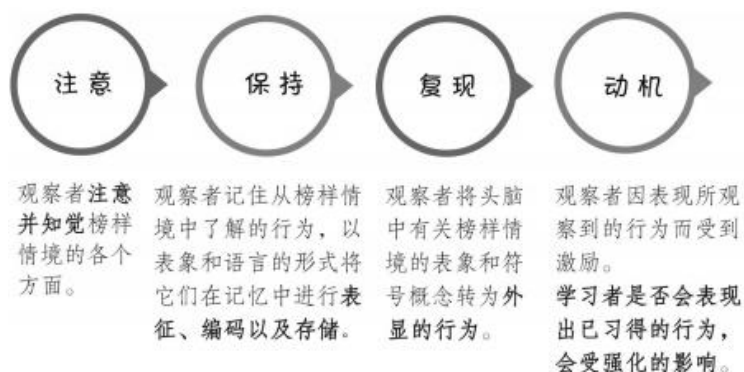 注意
保持
复现
动机
观察者注意
并知觉榜样
情境的各个
方面。
观察者记住从榜样情
境中了解的行为，以
表象和语言的形式将
它们在记忆中进行表
征、编码以及存储。
观察者将头脑
中有关榜样情
境的表象和符
号概念转为外
显的行为。
观察者因表现所观
察到的行为而受到
激励。
学习者是否会表现
出已习得的行为，
会受强化的影响。